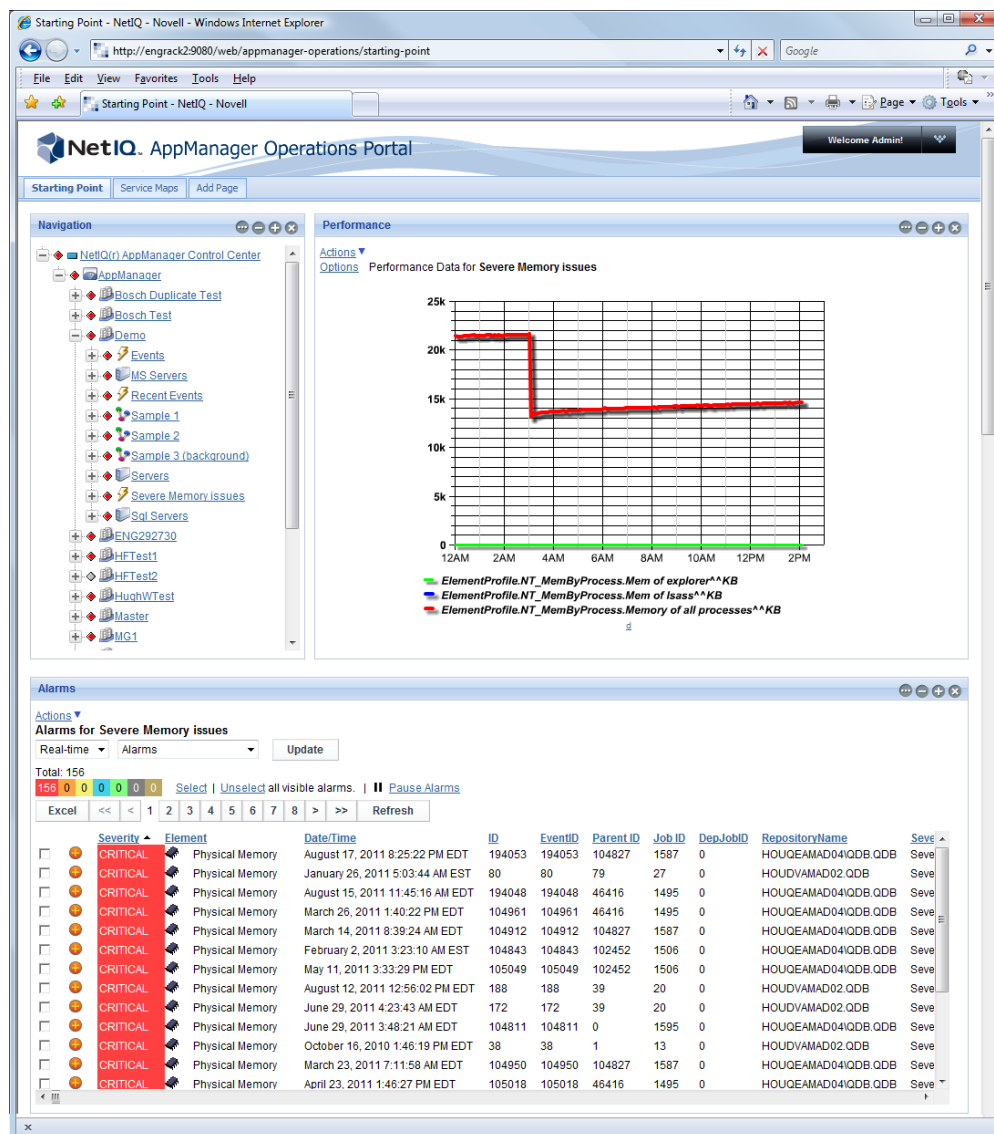 Starting Point - NetIQ - Novell - Windows Internet Explorer
http://engrack2:9080/web/appmanager-operations/starting-point
Google
File Edit View Favorites Tools Help
Starting Point - NetIQ - Novell
Page Tools
NetIQ. AppManager Operations Portal
Welcome Admin!
Starting Point Service Maps Add Page
Navigation
NetIQ(r) AppManager Control Center
AppManager
Bosch Duplicate Test
Bosch Test
Demo
Events
MS Servers
Recent Events
Sample 1
Sample 2
Sample 3 (background)
Servers
Severe Memory issues
Sql Servers
ENG292730
HFTest1
HFTest2
HughWTest
Master
MG1
Performance
Actions
Options Performance Data for Severe Memory issues
25k
20k
15k
10k
5k
0
12AM 2AM 4AM 6AM 8AM 10AM 12PM 2PM
ElementProfile.NT_MemByProcess.Mem of explorer^^KB
ElementProfile.NT_MemByProcess.Mem of lsass^^KB
ElementProfile.NT_MemByProcess.Memory of all processes^^KB
d
Alarms
Actions
Alarms for Severe Memory issues
Real-time Alarms Update
Total: 156
156 0 0 0 0 0 0 Select | Unselect all visible alarms. | Pause Alarms
Excel << < 1 2 3 4 5 6 7 8 > >> Refresh
Severity Element Date/Time ID EventID Parent ID Job ID DepJobID RepositoryName Seve
CRITICAL Physical Memory August 17, 2011 8:25:22 PM EDT 194053 194053 104827 1587 0 HOUQEAMAD04\QDB.QDB Seve
CRITICAL Physical Memory January 26, 2011 5:03:44 AM EST 80 80 79 27 0 HOUDVAMAD02.QDB Seve
CRITICAL Physical Memory August 15, 2011 11:45:16 AM EDT 194048 194048 46416 1495 0 HOUQEAMAD04\QDB.QDB Seve
CRITICAL Physical Memory March 26, 2011 1:40:22 PM EDT 104961 104961 46416 1495 0 HOUQEAMAD04\QDB.QDB Seve
CRITICAL Physical Memory March 14, 2011 8:39:24 AM EDT 104912 104912 104827 1587 0 HOUQEAMAD04\QDB.QDB Seve
CRITICAL Physical Memory February 2, 2011 3:23:10 AM EST 104843 104843 102452 1506 0 HOUQEAMAD04\QDB.QDB Seve
CRITICAL Physical Memory May 11, 2011 3:33:29 PM EDT 105049 105049 102452 1506 0 HOUQEAMAD04\QDB.QDB Seve
CRITICAL Physical Memory August 12, 2011 12:56:02 PM EDT 188 188 39 20 0 HOUDVAMAD02.QDB Seve
CRITICAL Physical Memory June 29, 2011 4:23:43 AM EDT 172 172 39 20 0 HOUDVAMAD02.QDB Seve
CRITICAL Physical Memory June 29, 2011 3:48:21 AM EDT 104811 104811 0 1595 0 HOUQEAMAD04\QDB.QDB Seve
CRITICAL Physical Memory October 16, 2010 1:46:19 PM EDT 38 38 1 13 0 HOUDVAMAD02.QDB Seve
CRITICAL Physical Memory March 23, 2011 7:11:58 AM EDT 104950 104950 104827 1587 0 HOUQEAMAD04\QDB.QDB Seve
CRITICAL Physical Memory April 23, 2011 1:46:27 PM EDT 105018 105018 46416 1495 0 HOUQEAMAD04\QDB.QDB Seve